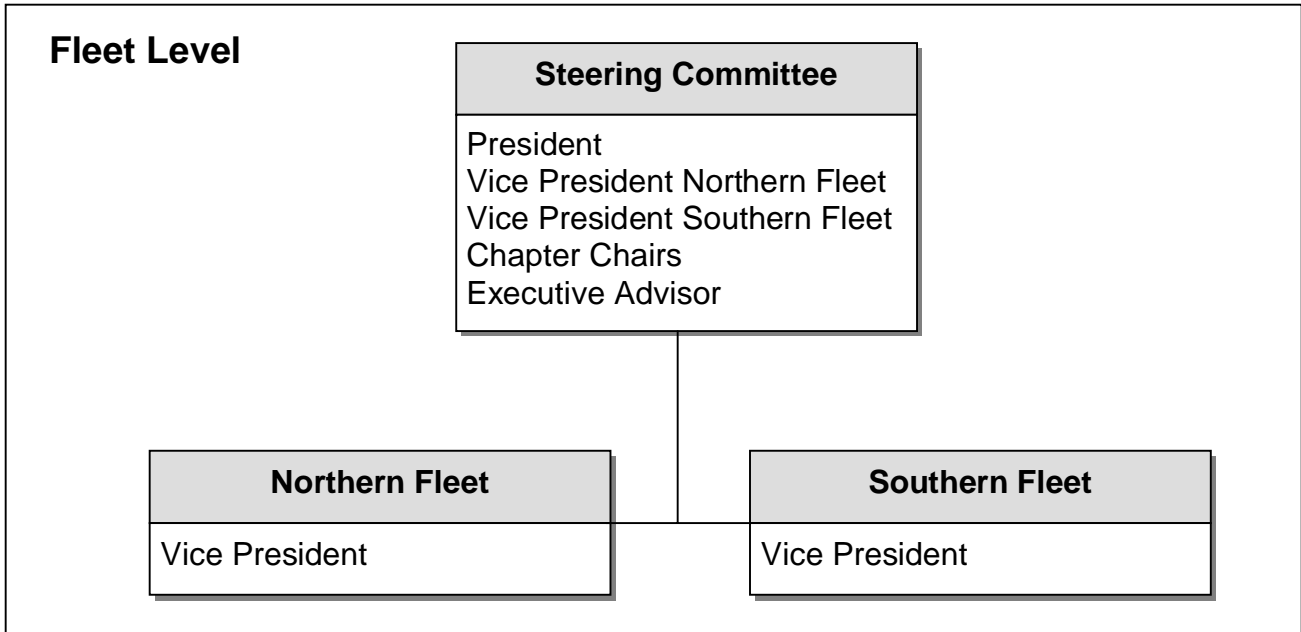 Fleet Level
Steering Committee
President
Vice President Northern Fleet
Vice President Southern Fleet
Chapter Chairs
Executive Advisor
Northern Fleet
Vice President
Southern Fleet
Vice President